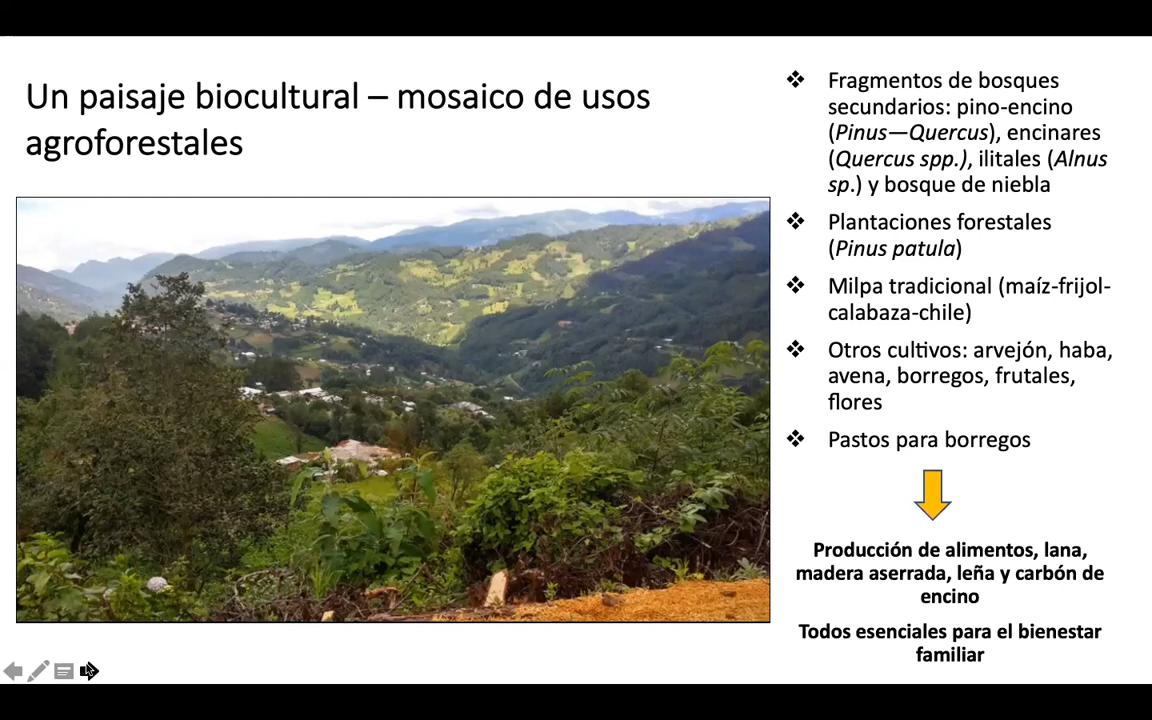 Un paisaje biocultural – mosaico de usos
agroforestales
❖ Fragmentos de bosques
secundarios: pino-encino
(Pinus—Quercus), encinares
(Quercus spp.), ilitales (Alnus
sp.) y bosque de niebla
❖ Plantaciones forestales
(Pinus patula)
❖ Milpa tradicional (maíz-frijol-
calabaza-chile)
❖ Otros cultivos: arvejón, haba,
avena, borregos, frutales,
flores
❖ Pastos para borregos
Producción de alimentos, lana,
madera aserrada, leña y carbón de
encino
Todos esenciales para el bienestar
familiar